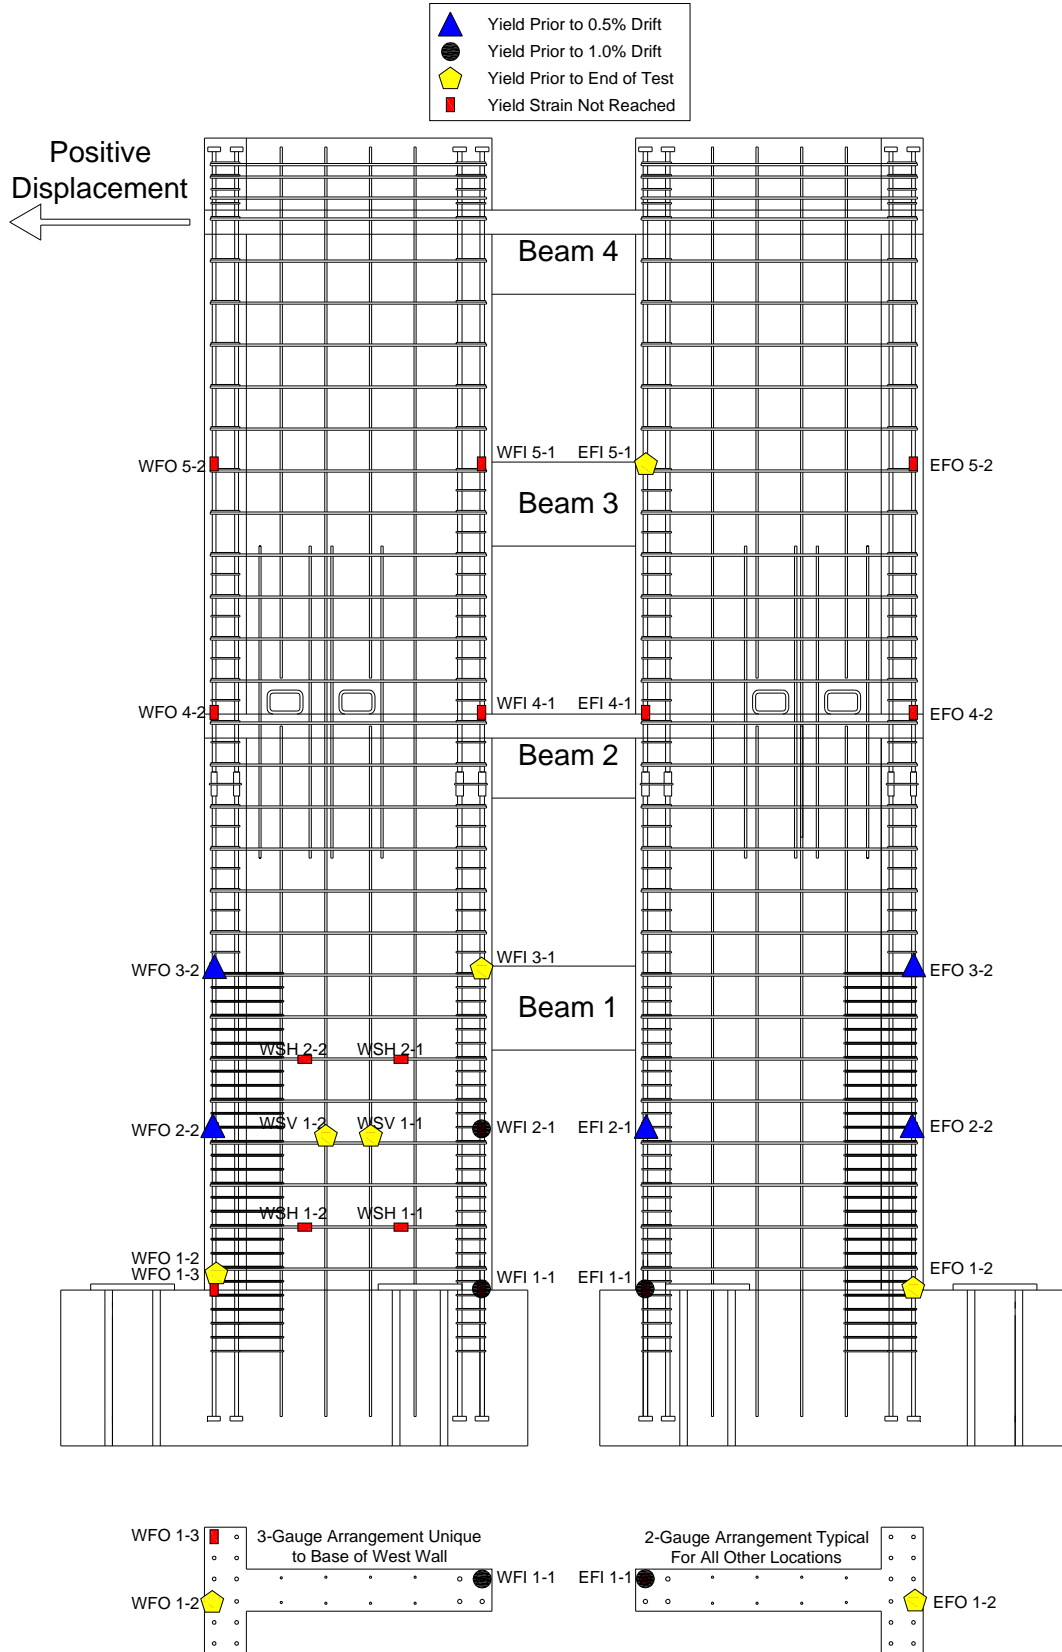 Yield Prior to 0.5% Drift
Yield Prior to 1.0% Drift
Yield Prior to End of Test
Yield Strain Not Reached
Positive
Displacement
Beam 4
WFO 5-2
WFI 5-1
EFI 5-1
EFO 5-2
Beam 3
WFO 4-2
WFI 4-1
EFI 4-1
EFO 4-2
Beam 2
WFO 3-2
WFI 3-1
EFO 3-2
Beam 1
WSH 2-2
WSH 2-1
WFO 2-2
WSV 1-2
WSV 1-1
WFI 2-1
EFI 2-1
EFO 2-2
WSH 1-2
WSH 1-1
WFO 1-2
WFO 1-3
WFI 1-1
EFI 1-1
EFO 1-2
WFO 1-3
3-Gauge Arrangement Unique
to Base of West Wall
2-Gauge Arrangement Typical
For All Other Locations
WFI 1-1
EFI 1-1
WFO 1-2
EFO 1-2